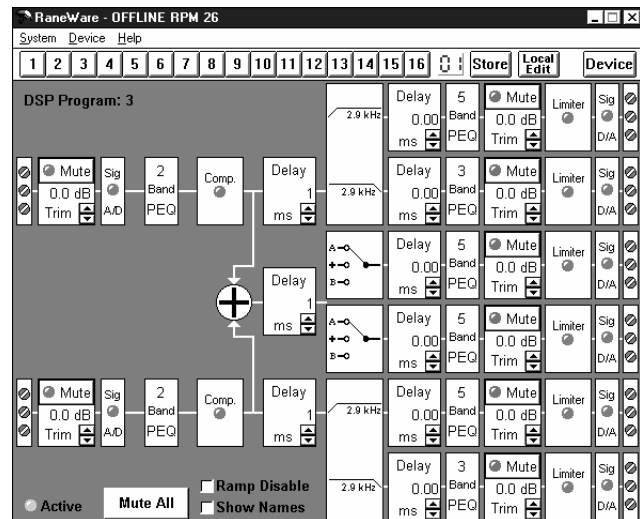 RaneWare - OFFLINE RPM 26
System Device Help
1 2 3 4 5 6 7 8 9 10 11 12 13 14 15 16 01 Store Local Edit Device
DSP Program: 3
2.9 kHz
Delay
0.00
ms
5
Band
PEQ
Mute
0.0 dB
Trim
Limiter
Sig
D/A
Mute
0.0 dB
Trim
Sig
A/D
2
Band
PEQ
Comp.
Delay
1
ms
2.9 kHz
Delay
0.00
ms
3
Band
PEQ
Mute
0.0 dB
Trim
Limiter
Sig
D/A
A
+
B
Delay
0.00
ms
5
Band
PEQ
Mute
0.0 dB
Trim
Limiter
Sig
D/A
+
Delay
1
ms
A
+
B
Delay
0.00
ms
5
Band
PEQ
Mute
0.0 dB
Trim
Limiter
Sig
D/A
Mute
0.0 dB
Trim
Sig
A/D
2
Band
PEQ
Comp.
Delay
1
ms
2.9 kHz
Delay
0.00
ms
5
Band
PEQ
Mute
0.0 dB
Trim
Limiter
Sig
D/A
2.9 kHz
Delay
0.00
ms
3
Band
PEQ
Mute
0.0 dB
Trim
Limiter
Sig
D/A
Active
Mute All
Ramp Disable
Show Names